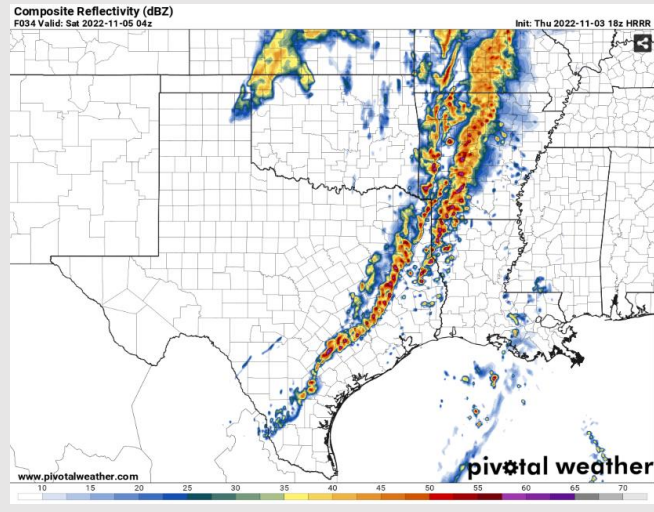 Composite Reflectivity (dBZ)
F034 Valid: Sat 2022-11-05 04z Init: Thu 2022-11-03 18z HRRR
www.pivotalweather.com
pivotal weather
10 15 20 25 30 35 40 45 50 55 60 65 70